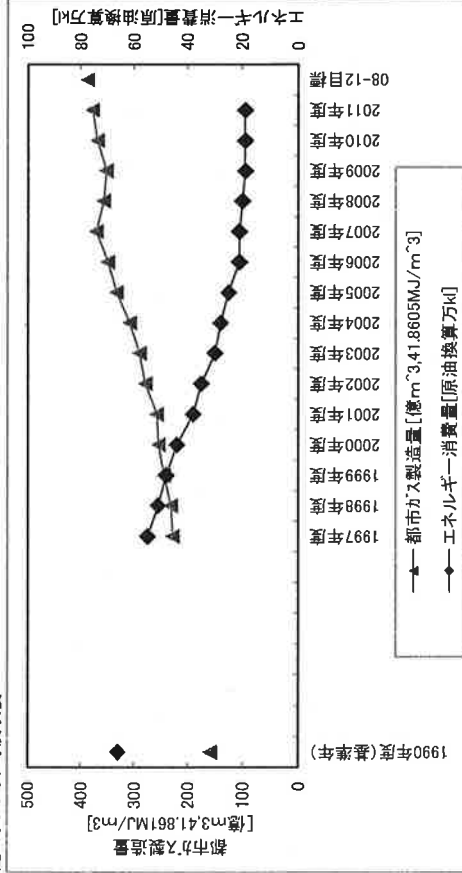 都市ガス製造量
[億m3,41.861MJ/m3]
500
400
300
200
100
0
エネルギー消費量[原油換算万kl]
100
80
60
40
20
0
1990年度(基準年)
1997年度
1998年度
1999年度
2000年度
2001年度
2002年度
2003年度
2004年度
2005年度
2006年度
2007年度
2008年度
2009年度
2010年度
2011年度
08-12目標
都市ガス製造量[億m^3,41.8605MJ/m^3]
エネルギー消費量[原油換算万kl]